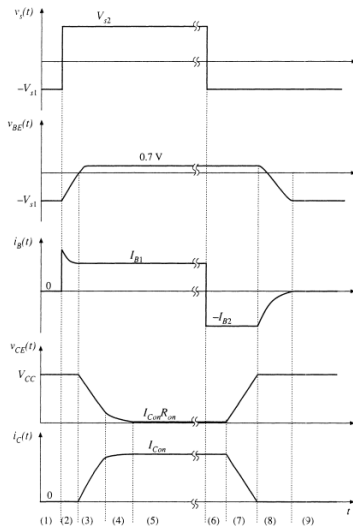 v_s(t)
V_s2
−V_s1
v_BE(t)
0.7 V
−V_s1
i_B(t)
I_B1
0
−I_B2
v_CE(t)
V_CC
I_Con R_on
i_C(t)
I_Con
0
(1) (2) (3) (4) (5) (6) (7) (8) (9) t